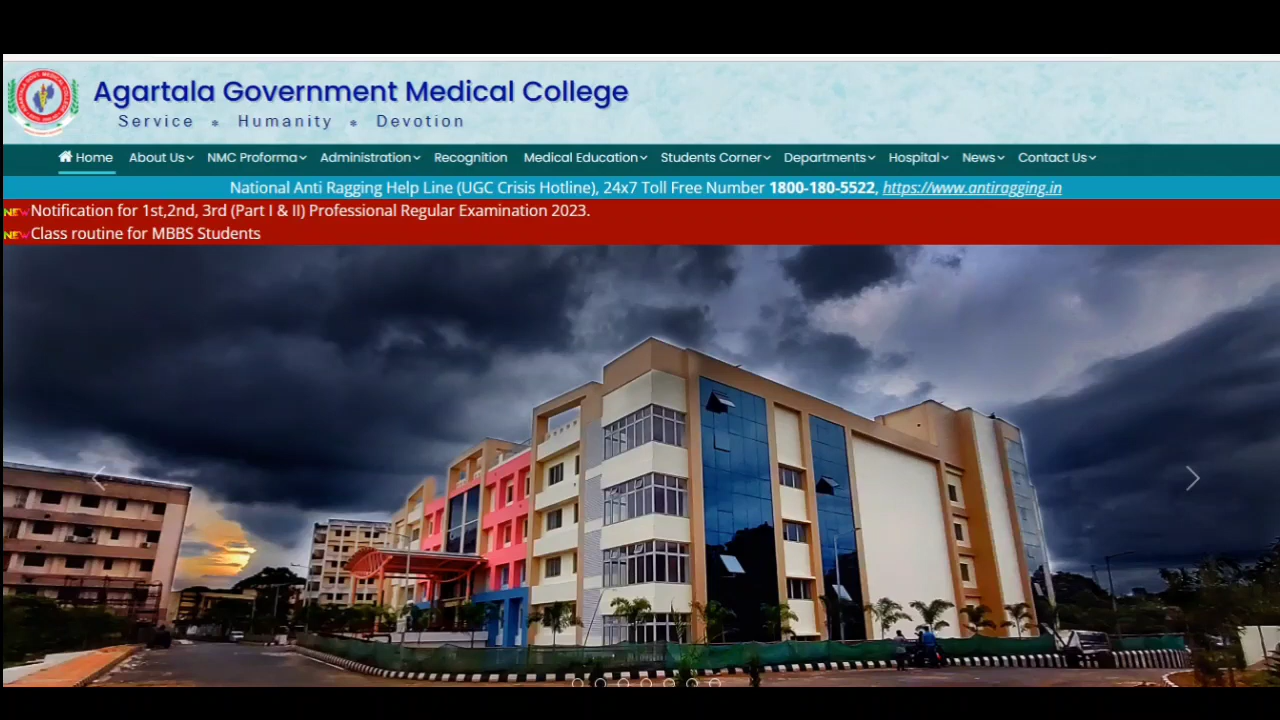 Agartala Government Medical College
Service * Humanity * Devotion
Home About Us NMC Proforma Administration Recognition Medical Education Students Corner Departments Hospital News Contact Us
National Anti Ragging Help Line (UGC Crisis Hotline), 24x7 Toll Free Number 1800-180-5522, https://www.antiragging.in
NEW Notification for 1st,2nd, 3rd (Part I & II) Professional Regular Examination 2023.
NEW Class routine for MBBS Students